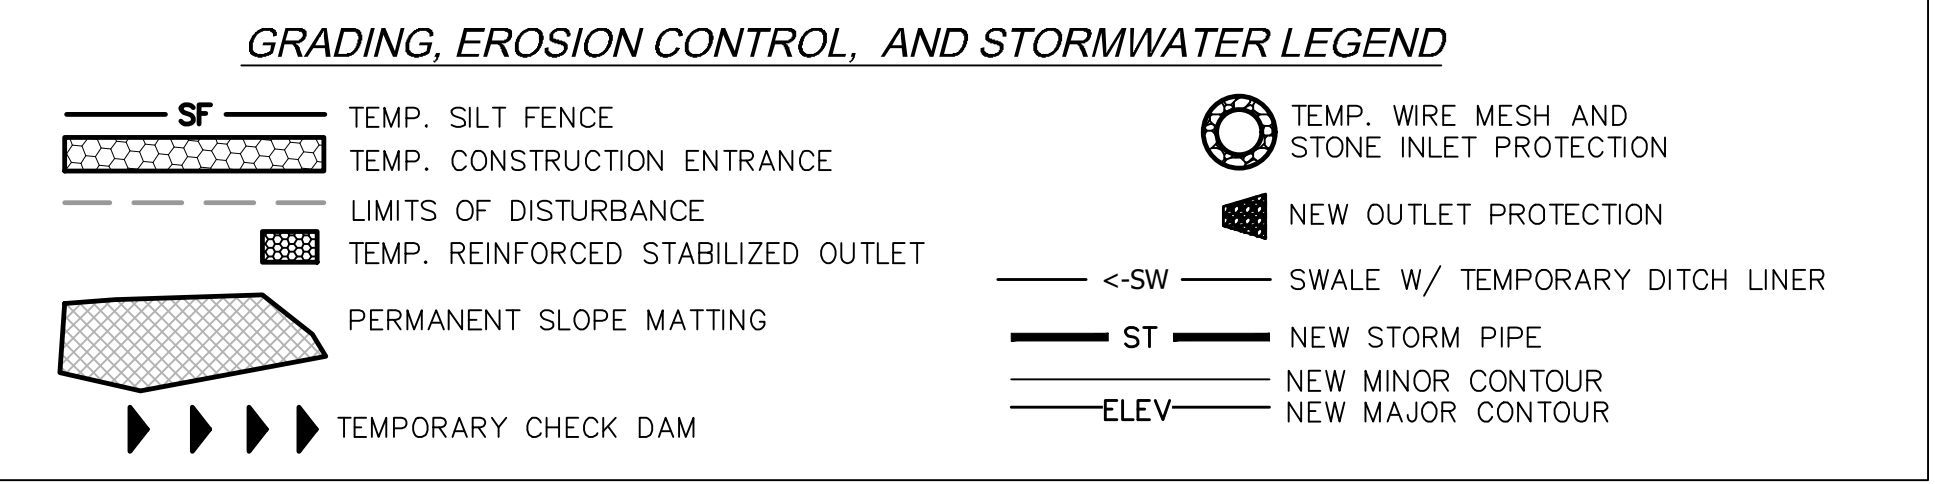 GRADING, EROSION CONTROL, AND STORMWATER LEGEND
SF TEMP. SILT FENCE
TEMP. CONSTRUCTION ENTRANCE
LIMITS OF DISTURBANCE
TEMP. REINFORCED STABILIZED OUTLET
PERMANENT SLOPE MATTING
TEMPORARY CHECK DAM
TEMP. WIRE MESH AND
STONE INLET PROTECTION
NEW OUTLET PROTECTION
<-SW SWALE W/ TEMPORARY DITCH LINER
ST NEW STORM PIPE
NEW MINOR CONTOUR
ELEV NEW MAJOR CONTOUR